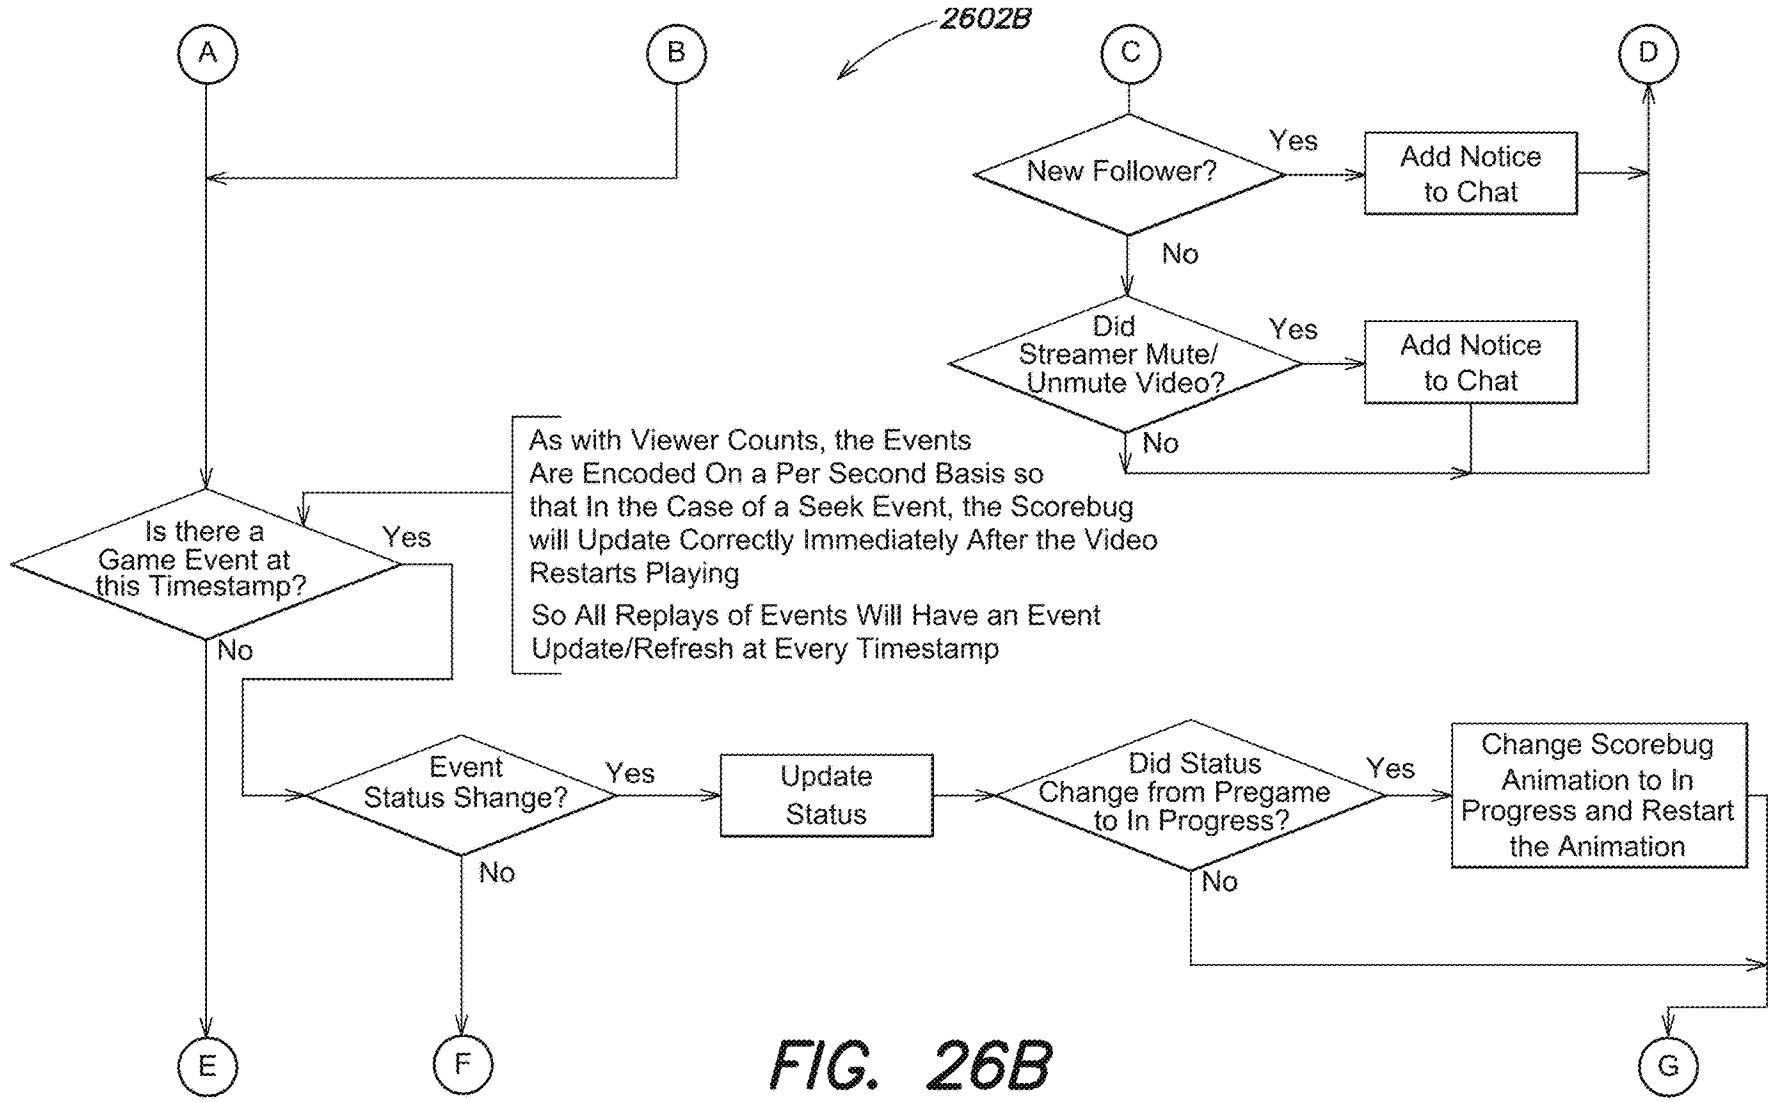 2602B
A
B
C
D
New Follower?
Yes
Add Notice
to Chat
No
Did
Streamer Mute/
Unmute Video?
Yes
Add Notice
to Chat
No
As with Viewer Counts, the Events
Are Encoded On a Per Second Basis so
that In the Case of a Seek Event, the Scorebug
will Update Correctly Immediately After the Video
Restarts Playing
So All Replays of Events Will Have an Event
Update/Refresh at Every Timestamp
Is there a
Game Event at
this Timestamp?
Yes
No
Event
Status Shange?
Yes
No
Update
Status
Did Status
Change from Pregame
to In Progress?
Yes
No
Change Scorebug
Animation to In
Progress and Restart
the Animation
E
F
G
FIG. 26B